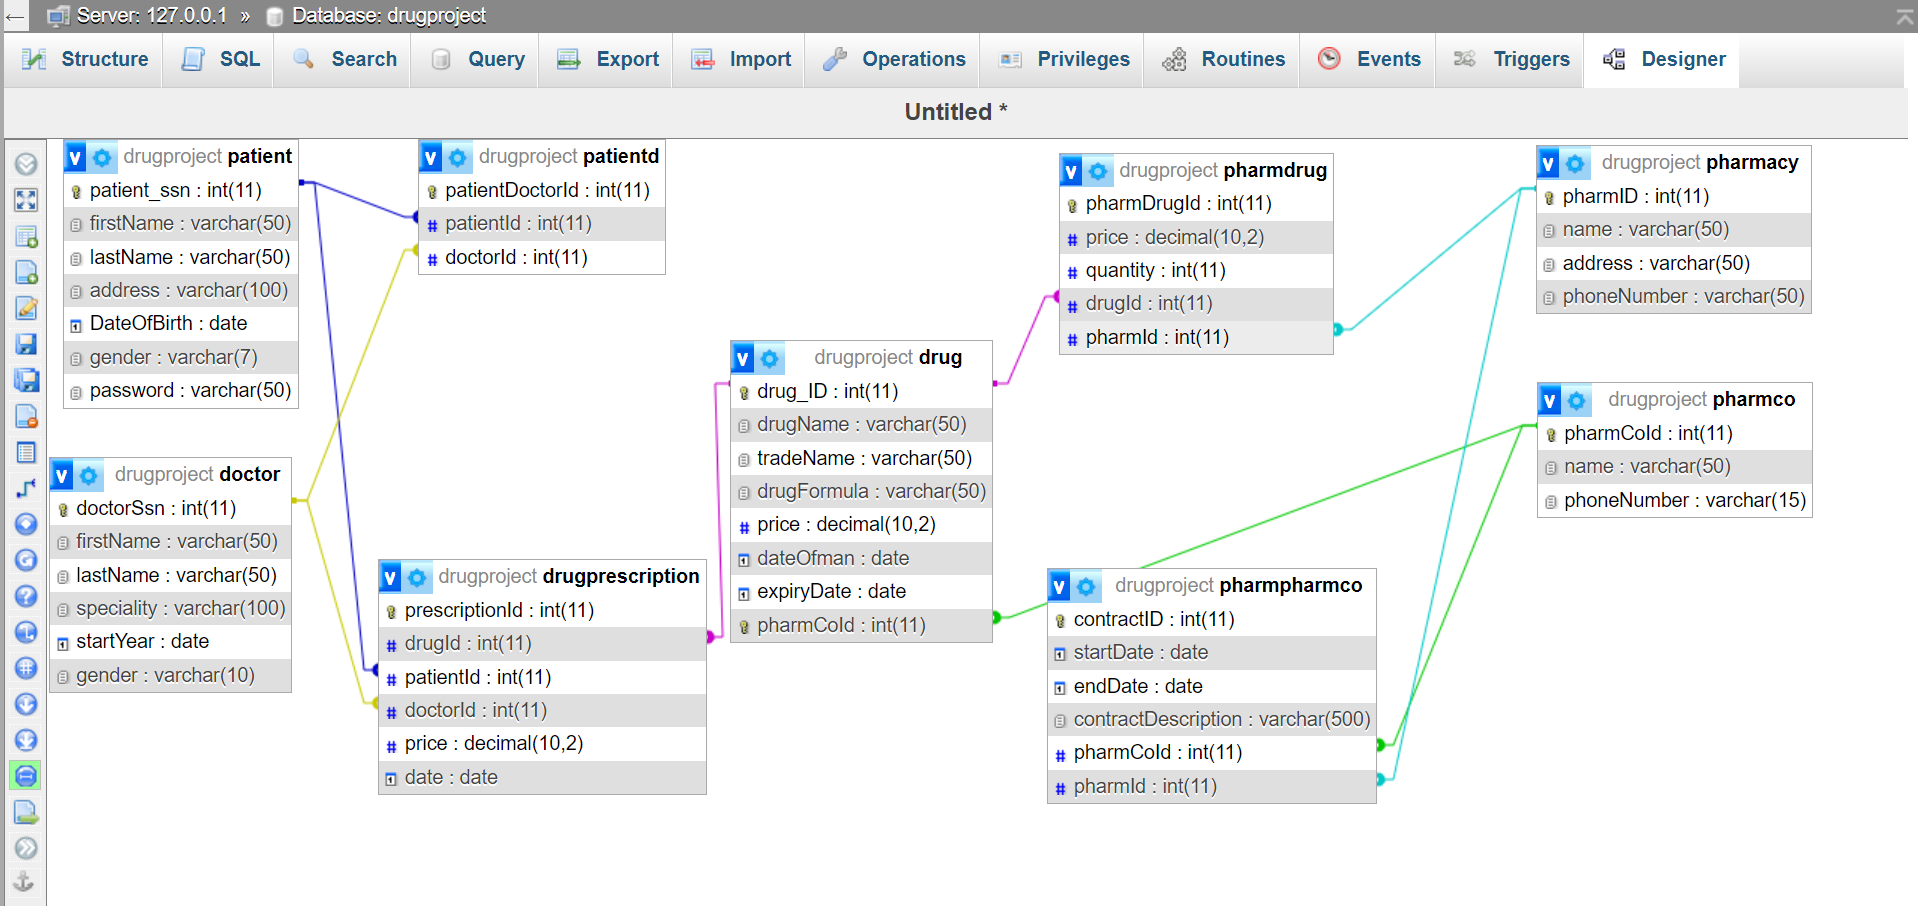 Server: 127.0.0.1 » Database: drugproject
Structure SQL Search Query Export Import Operations Privileges Routines Events Triggers Designer
Untitled *
drugproject patient
patient_ssn : int(11)
firstName : varchar(50)
lastName : varchar(50)
address : varchar(100)
DateOfBirth : date
gender : varchar(7)
password : varchar(50)
drugproject patientd
patientDoctorId : int(11)
patientId : int(11)
doctorId : int(11)
drugproject doctor
doctorSsn : int(11)
firstName : varchar(50)
lastName : varchar(50)
speciality : varchar(100)
startYear : date
gender : varchar(10)
drugproject drugprescription
prescriptionId : int(11)
drugId : int(11)
patientId : int(11)
doctorId : int(11)
price : decimal(10,2)
date : date
drugproject drug
drug_ID : int(11)
drugName : varchar(50)
tradeName : varchar(50)
drugFormula : varchar(50)
price : decimal(10,2)
dateOfman : date
expiryDate : date
pharmCoId : int(11)
drugproject pharmdrug
pharmDrugId : int(11)
price : decimal(10,2)
quantity : int(11)
drugId : int(11)
pharmId : int(11)
drugproject pharmpharmco
contractID : int(11)
startDate : date
endDate : date
contractDescription : varchar(500)
pharmCoId : int(11)
pharmId : int(11)
drugproject pharmacy
pharmID : int(11)
name : varchar(50)
address : varchar(50)
phoneNumber : varchar(50)
drugproject pharmco
pharmCoId : int(11)
name : varchar(50)
phoneNumber : varchar(15)